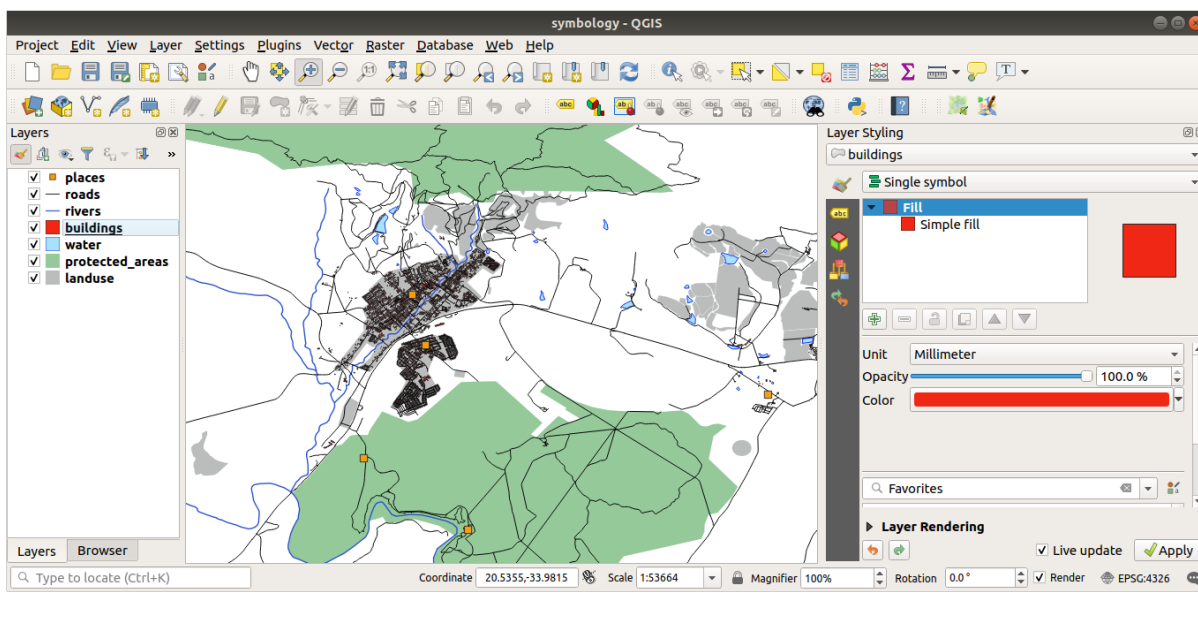 symbology - QGIS
Project Edit View Layer Settings Plugins Vector Raster Database Web Help
Layers
places
roads
rivers
buildings
water
protected_areas
landuse
Layers Browser
Layer Styling
buildings
Single symbol
Fill
Simple fill
Unit Millimeter
Opacity 100.0 %
Color
Favorites
Layer Rendering
Live update Apply
Type to locate (Ctrl+K) Coordinate 20.5355,-33.9815 Scale 1:53664 Magnifier 100% Rotation 0.0° Render EPSG:4326